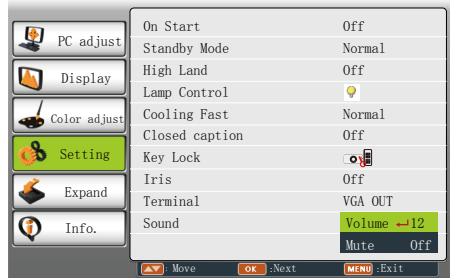 PC adjust
Display
Color adjust
Setting
Expand
Info.
On Start Off
Standby Mode Normal
High Land Off
Lamp Control
Cooling Fast Normal
Closed caption Off
Key Lock
Iris Off
Terminal VGA OUT
Sound Volume 12
Mute Off
: Move OK :Next MENU :Exit